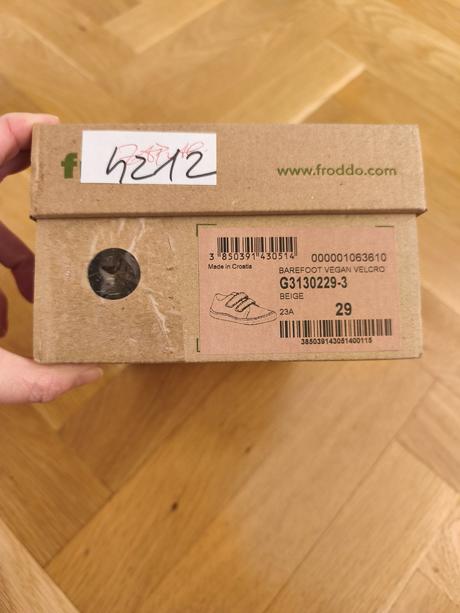 f
4212
www.froddo.com
3 850391 430514
000001063610
Made in Croatia
BAREFOOT VEGAN VELCRO
G3130229-3
BEIGE
23A
29
385039143051400115